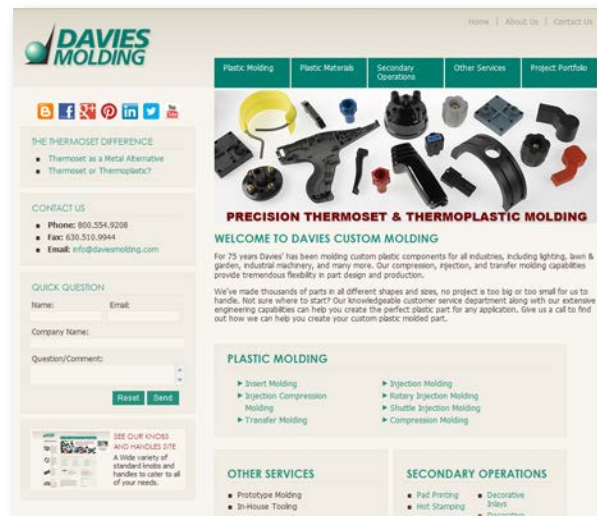 Home | About Us | Contact Us
DAVIES
MOLDING
Plastic Molding
Plastic Materials
Secondary
Operations
Other Services
Project Portfolio
THE THERMOSET DIFFERENCE
Thermoset as a Metal Alternative
Thermoset or Thermoplastic?
CONTACT US
Phone: 800.554.9208
Fax: 630.510.9944
Email: info@daviesmolding.com
QUICK QUESTION
Name: Email:
Company Name:
Question/Comment:
Reset Send
SEE OUR KNOBS
AND HANDLES SITE
A Wide variety of
standard knobs and
handles to cater to all
of your needs.
PRECISION THERMOSET & THERMOPLASTIC MOLDING
WELCOME TO DAVIES CUSTOM MOLDING
For 75 years Davies' has been molding custom plastic components for all industries, including lighting, lawn &
garden, industrial machinery, and many more. Our compression, injection, and transfer molding capabilities
provide tremendous flexibility in part design and production.
We've made thousands of parts in all different shapes and sizes, no project is too big or too small for us to
handle. Not sure where to start? Our knowledgeable customer service department along with our extensive
engineering capabilities can help you create the perfect plastic part for any application. Give us a call to find
out how we can help you create your custom plastic molded part.
PLASTIC MOLDING
Insert Molding
Injection Compression
Molding
Transfer Molding
Injection Molding
Rotary Injection Molding
Shuttle Injection Molding
Compression Molding
OTHER SERVICES
Prototype Molding
In-House Tooling
SECONDARY OPERATIONS
Pad Printing
Hot Stamping
Decorative
Inlays